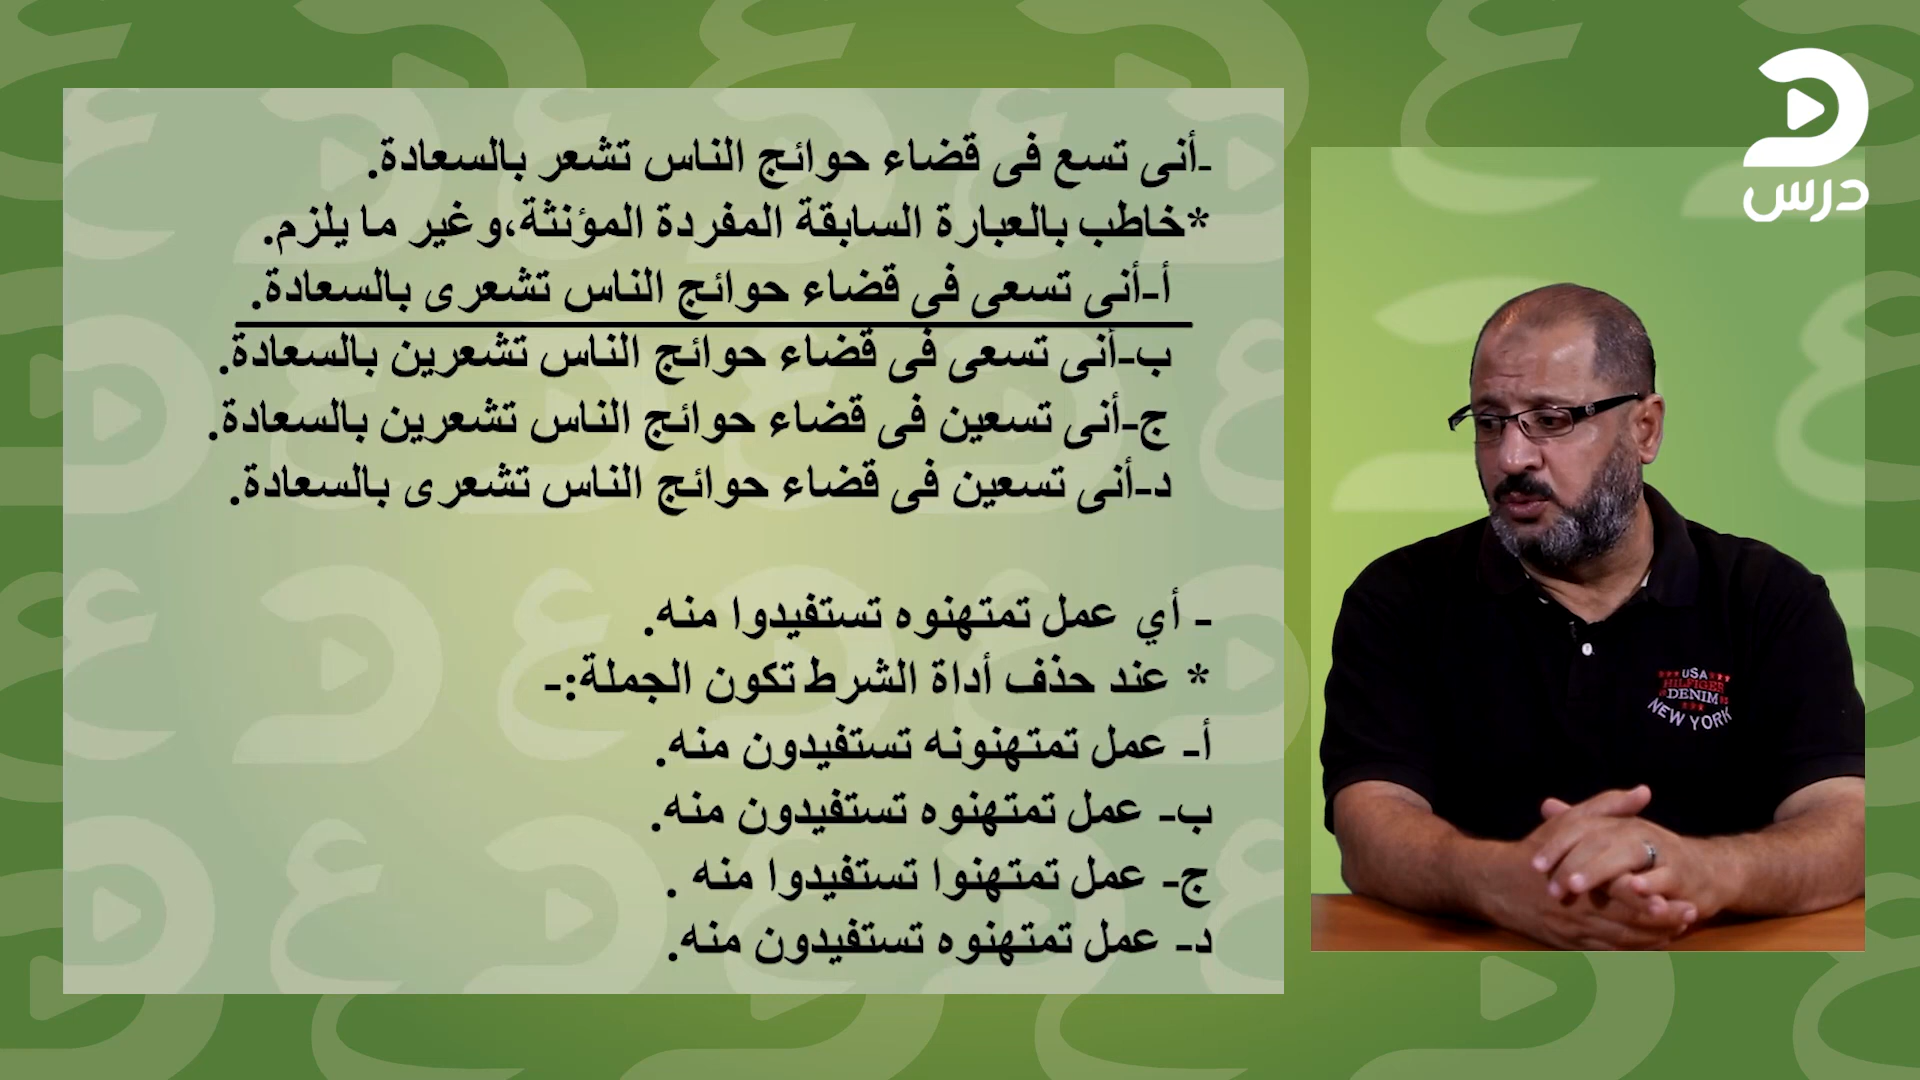 -أنى تسع فى قضاء حوائج الناس تشعر بالسعادة.
*خاطب بالعبارة السابقة المفردة المؤنثة،وغير ما يلزم.
أ-أنى تسعى فى قضاء حوائج الناس تشعرى بالسعادة.
ب-أنى تسعى فى قضاء حوائج الناس تشعرين بالسعادة.
ج-أنى تسعين فى قضاء حوائج الناس تشعرين بالسعادة.
د-أنى تسعين فى قضاء حوائج الناس تشعرى بالسعادة.
- أي عمل تمتهنوه تستفيدوا منه.
* عند حذف أداة الشرط تكون الجملة:-
أ- عمل تمتهنونه تستفيدون منه.
ب- عمل تمتهنوه تستفيدون منه.
ج- عمل تمتهنوا تستفيدوا منه .
د- عمل تمتهنوه تستفيدون منه.
درس
USA
HILFIGER
DENIM
NEW YORK